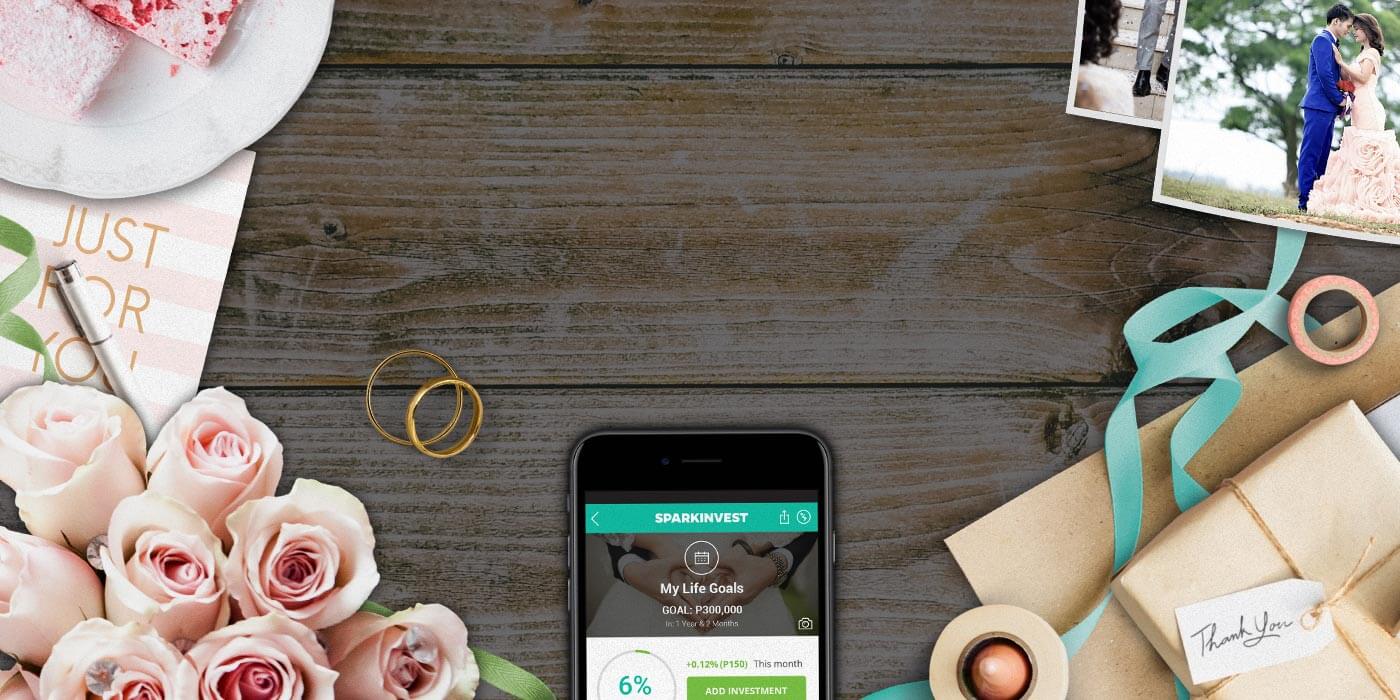 JUST
FOR
YOU
SPARKINVEST
My Life Goals
GOAL: P300,000
In: 1 Year & 2 Months
+0.12% (P150) This month
6%
ADD INVESTMENT
Thank You